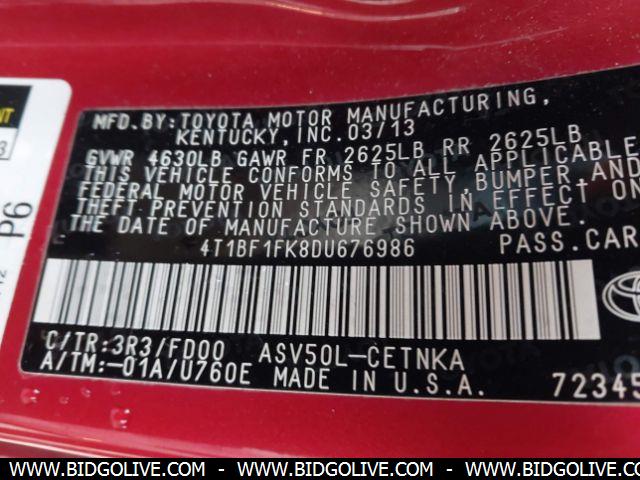 MFD.BY:TOYOTA MOTOR MANUFACTURING,
KENTUCKY, INC. 03/13
GVWR 4630LB GAWR FR 2625LB RR 2625LB
THIS VEHICLE CONFORMS TO ALL APPLICABLE
FEDERAL MOTOR VEHICLE SAFETY, BUMPER, AND
THEFT PREVENTION STANDARDS IN EFFECT ON
THE DATE OF MANUFACTURE SHOWN ABOVE.
4T1BF1FK8DU676986 PASS.CAR
C/TR:3R3/FD00 ASV50L-CETNKA
A/TM:-01A/U760E MADE IN U.S.A.
72345
P6
WWW.BIDGOLIVE.COM - WWW.BIDGOLIVE.COM - WWW.BIDGOLIVE.COM